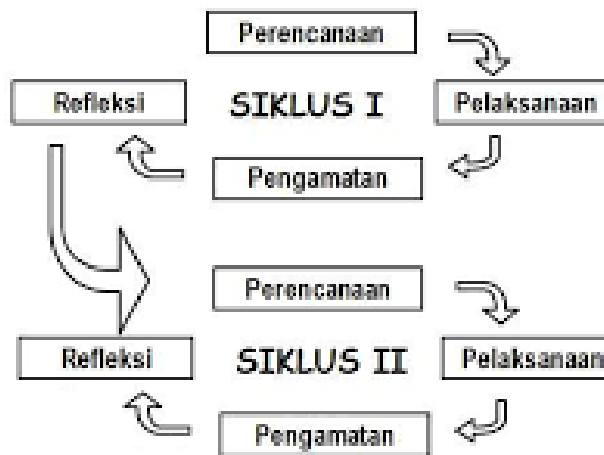 Perencanaan
Refleksi
SIKLUS I
Pelaksanaan
Pengamatan
Perencanaan
Refleksi
SIKLUS II
Pelaksanaan
Pengamatan